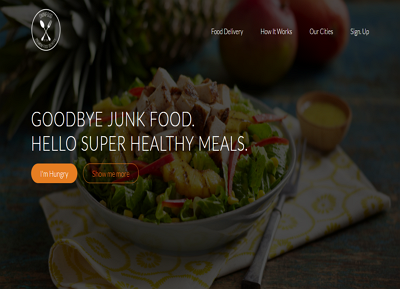 Food Delivery How It Works Our Cities Sign. Up
GOODBYE JUNK FOOD.
HELLO SUPER HEALTHY MEALS.
I'm Hungry Show me more